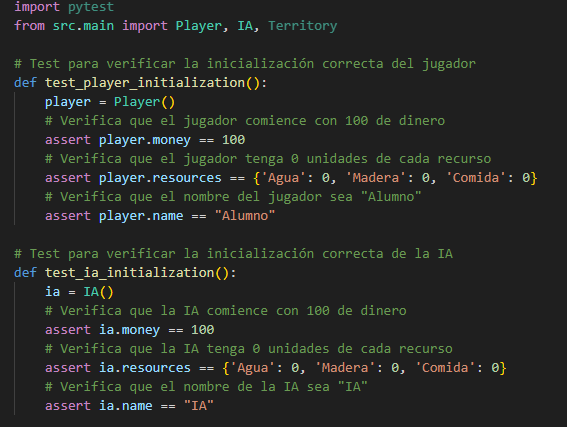 import pytest
from src.main import Player, IA, Territory

# Test para verificar la inicialización correcta del jugador
def test_player_initialization():
    player = Player()
    # Verifica que el jugador comience con 100 de dinero
    assert player.money == 100
    # Verifica que el jugador tenga 0 unidades de cada recurso
    assert player.resources == {'Agua': 0, 'Madera': 0, 'Comida': 0}
    # Verifica que el nombre del jugador sea "Alumno"
    assert player.name == "Alumno"

# Test para verificar la inicialización correcta de la IA
def test_ia_initialization():
    ia = IA()
    # Verifica que la IA comience con 100 de dinero
    assert ia.money == 100
    # Verifica que la IA tenga 0 unidades de cada recurso
    assert ia.resources == {'Agua': 0, 'Madera': 0, 'Comida': 0}
    # Verifica que el nombre de la IA sea "IA"
    assert ia.name == "IA"